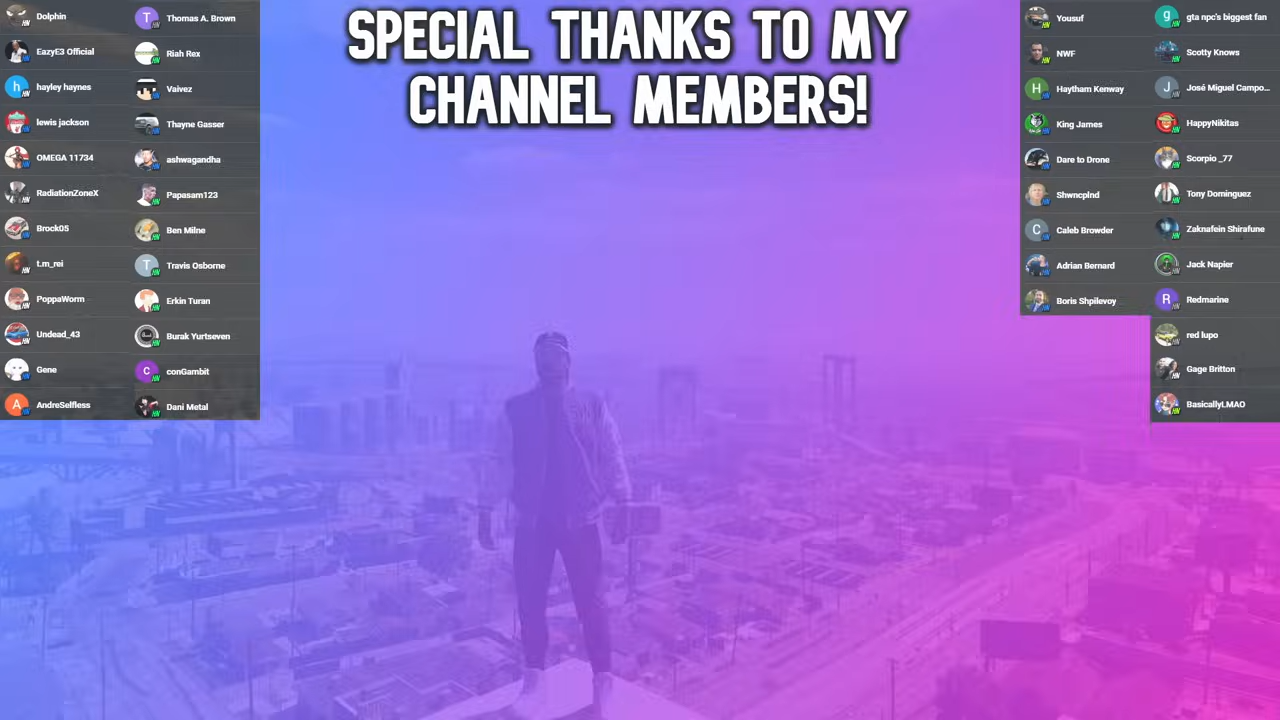 SPECIAL THANKS TO MY
CHANNEL MEMBERS!
Dolphin
EazyE3 Official
hayley haynes
lewis jackson
OMEGA 11734
RadiationZoneX
Brock05
t.m_rei
PoppaWorm
Undead_43
Gene
AndreSelfless
Thomas A. Brown
Riah Rex
Vaivez
Thayne Gasser
ashwagandha
Papasam123
Ben Milne
Travis Osborne
Erkin Turan
Burak Yurtseven
conGambit
Dani Metal
Yousuf
NWF
Haytham Kenway
King James
Dare to Drone
Shwncplnd
Caleb Browder
Adrian Bernard
Boris Shpilevoy
gta npc's biggest fan
Scotty Knows
José Miguel Campo...
HappyNikitas
Scorpio _77
Tony Dominguez
Zaknafein Shirafune
Jack Napier
Redmarine
red lupo
Gage Britton
BasicallyLMAO